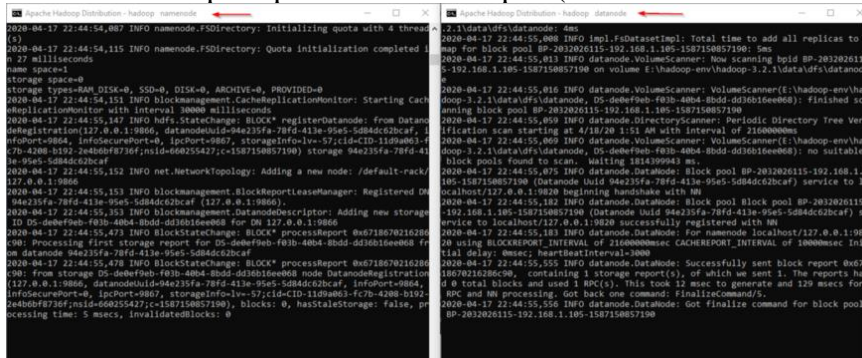 Apache Hadoop Distribution - hadoop namenode
2020-04-17 22:44:54,087 INFO namenode.FSDirectory: Initializing quota with 4 thread
(s)
2020-04-17 22:44:54,115 INFO namenode.FSDirectory: Quota initialization completed i
n 27 milliseconds
name space=1
storage space=0
storage types=RAM_DISK=0, SSD=0, DISK=0, ARCHIVE=0, PROVIDED=0
2020-04-17 22:44:54,151 INFO blockmanagement.CacheReplicationMonitor: Starting Cach
eReplicationMonitor with interval 30000 milliseconds
2020-04-17 22:44:55,147 INFO hdfs.StateChange: BLOCK* registerDatanode: from Datano
deRegistration(127.0.0.1:9866, datanodeUuid=94e235fa-78fd-413e-95e5-5d84dc62bcaf, i
nfoPort=9864, infoSecurePort=0, ipcPort=9867, storageInfo=lv=-57;cid=CID-11d9a063-f
c7b-4208-b192-2e4b6bf8736f;nsid=660255427;c=1587150057190) storage 94e235fa-78fd-41
3e-95e5-5d84dc62bcaf
2020-04-17 22:44:55,152 INFO net.NetworkTopology: Adding a new node: /default-rack/
127.0.0.1:9866
2020-04-17 22:44:55,153 INFO blockmanagement.BlockReportLeaseManager: Registered DN
94e235fa-78fd-413e-95e5-5d84dc62bcaf (127.0.0.1:9866).
2020-04-17 22:44:55,353 INFO blockmanagement.DatanodeDescriptor: Adding new storage
ID DS-de0ef9eb-f03b-40b4-8bdd-dd36b16ee068 for DN 127.0.0.1:9866
2020-04-17 22:44:55,473 INFO BlockStateChange: BLOCK* processReport 0x6718670216286
c90: Processing first storage report for DS-de0ef9eb-f03b-40b4-8bdd-dd36b16ee068 fr
om datanode 94e235fa-78fd-413e-95e5-5d84dc62bcaf
2020-04-17 22:44:55,478 INFO BlockStateChange: BLOCK* processReport 0x6718670216286
c90: from storage DS-de0ef9eb-f03b-40b4-8bdd-dd36b16ee068 node DatanodeRegistration
(127.0.0.1:9866, datanodeUuid=94e235fa-78fd-413e-95e5-5d84dc62bcaf, infoPort=9864,
infoSecurePort=0, ipcPort=9867, storageInfo=lv=-57;cid=CID-11d9a063-fc7b-4208-b192-
2e4b6bf8736f;nsid=660255427;c=1587150057190), blocks: 0, hasStaleStorage: false, pr
ocessing time: 5 msecs, invalidatedBlocks: 0
Apache Hadoop Distribution - hadoop datanode
.2.1\data\dfs\datanode: 4ms
2020-04-17 22:44:55,008 INFO impl.FsDatasetImpl: Total time to add all replicas to
map for block pool BP-2032026115-192.168.1.105-1587150057190: 5ms
2020-04-17 22:44:55,013 INFO datanode.VolumeScanner: Now scanning bpid BP-203202611
5-192.168.1.105-1587150057190 on volume E:\hadoop-env\hadoop-3.2.1\data\dfs\datanod
e
2020-04-17 22:44:55,016 INFO datanode.VolumeScanner: VolumeScanner(E:\hadoop-env\ha
doop-3.2.1\data\dfs\datanode, DS-de0ef9eb-f03b-40b4-8bdd-dd36b16ee068): finished sc
anning block pool BP-2032026115-192.168.1.105-1587150057190
2020-04-17 22:44:55,059 INFO datanode.DirectoryScanner: Periodic Directory Tree Ver
ification scan starting at 4/18/20 1:51 AM with interval of 21600000ms
2020-04-17 22:44:55,069 INFO datanode.VolumeScanner: VolumeScanner(E:\hadoop-env\ha
doop-3.2.1\data\dfs\datanode, DS-de0ef9eb-f03b-40b4-8bdd-dd36b16ee068): no suitable
block pools found to scan. Waiting 1814399943 ms.
2020-04-17 22:44:55,075 INFO datanode.DataNode: Block pool BP-2032026115-192.168.1.
105-1587150057190 (Datanode Uuid 94e235fa-78fd-413e-95e5-5d84dc62bcaf) service to l
ocalhost/127.0.0.1:9820 beginning handshake with NN
2020-04-17 22:44:55,182 INFO datanode.DataNode: Block Pool Block pool BP-2032026115
-192.168.1.105-1587150057190 (Datanode Uuid 94e235fa-78fd-413e-95e5-5d84dc62bcaf) s
ervice to localhost/127.0.0.1:9820 successfully registered with NN
2020-04-17 22:44:55,183 INFO datanode.DataNode: For namenode localhost/127.0.0.1:98
20 using BLOCKREPORT_INTERVAL of 21600000msec CACHEREPORT_INTERVAL of 10000msec Ini
tial delay: 0msec; heartBeatInterval=3000
2020-04-17 22:44:55,555 INFO datanode.DataNode: Successfully sent block report 0x67
18670216286c90, containing 1 storage report(s), of which we sent 1. The reports ha
d 0 total blocks and used 1 RPC(s). This took 12 msec to generate and 129 msecs for
RPC and NN processing. Got back one command: FinalizeCommand/5.
2020-04-17 22:44:55,556 INFO datanode.DataNode: Got finalize command for block pool
BP-2032026115-192.168.1.105-1587150057190